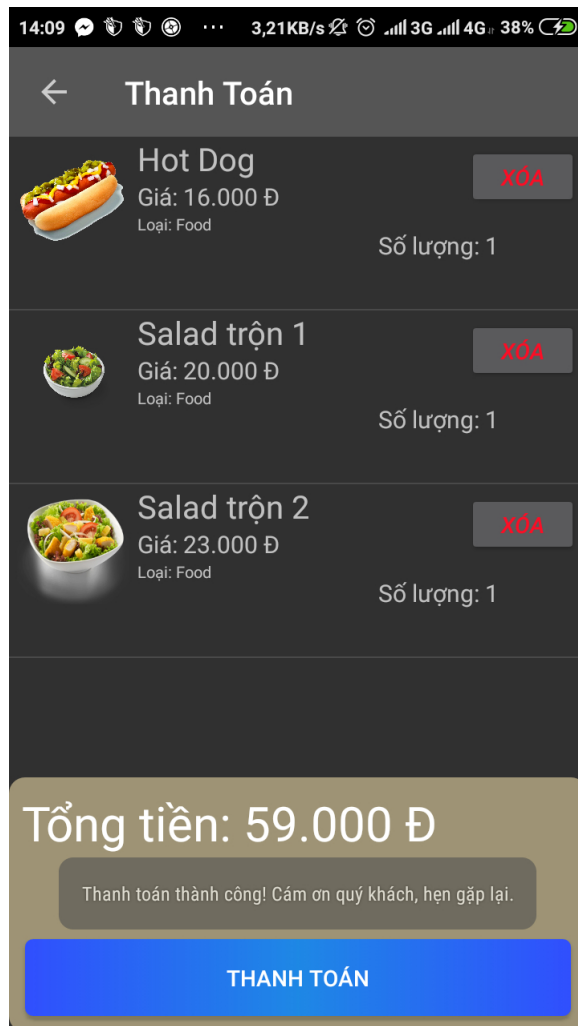 14:09 ... 3,21KB/s 3G 4G 38%
Thanh Toán
Hot Dog
XÓA
Giá: 16.000 Đ
Loại: Food
Số lượng: 1
Salad trộn 1
XÓA
Giá: 20.000 Đ
Loại: Food
Số lượng: 1
Salad trộn 2
XÓA
Giá: 23.000 Đ
Loại: Food
Số lượng: 1
Tổng tiền: 59.000 Đ
Thanh toán thành công! Cám ơn quý khách, hẹn gặp lại.
THANH TOÁN